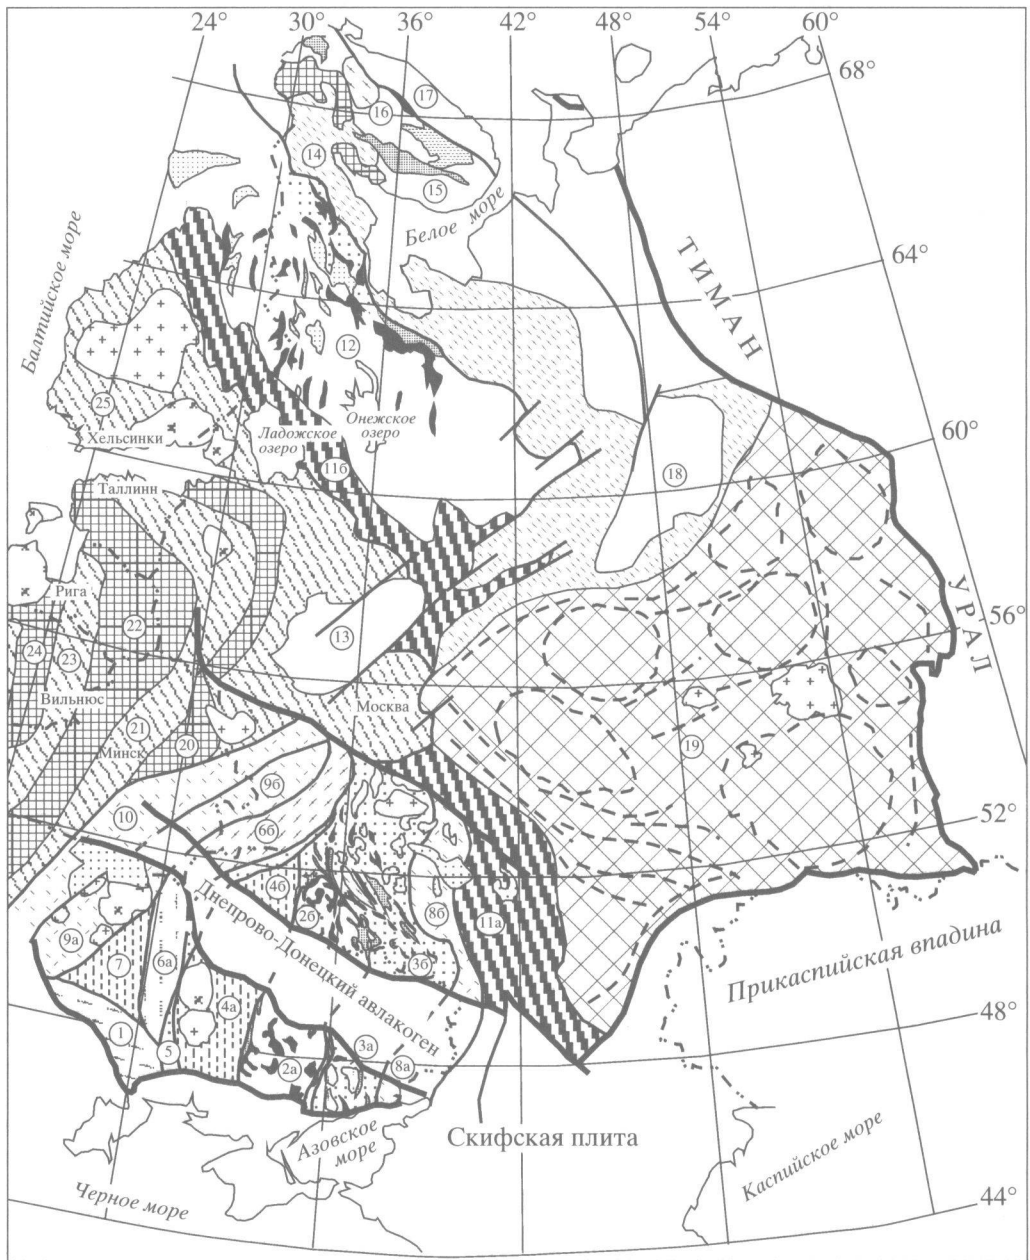 24° 30° 36° 42° 48° 54° 60°
68°
17
16
14
15
Белое море
Балтийское море
ТИМАН
64°
12
25
Хельсинки
Ладожское
озеро
Онежское
озеро
11б
60°
18
Таллинн
Рига
22
13
УРАЛ
56°
24
23
Вильнюс
21
20
Минск
Москва
19
9б
10
6б
52°
4б
2б
8б
11а
3б
Днепрово-Донецкий авлакоген
9а
7
6а
4а
Прикаспийская впадина
48°
1
5
2а
3а
8а
Азовское
море
Скифская плита
Каспийское море
Черное море
44°